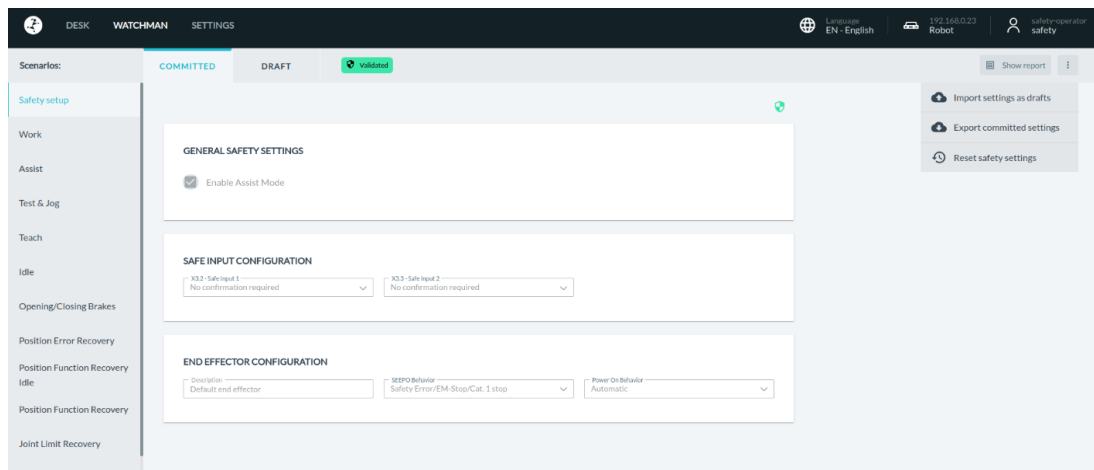 DESK WATCHMAN SETTINGS
Language
EN - English
192.168.0.23
Robot
safety-operator
safety
Scenarios:
COMMITTED DRAFT Validated Show report
Safety setup
Work
Assist
Test & Jog
Teach
Idle
Opening/Closing Brakes
Position Error Recovery
Position Function Recovery
Idle
Position Function Recovery
Joint Limit Recovery
GENERAL SAFETY SETTINGS
Enable Assist Mode
SAFE INPUT CONFIGURATION
X3.2 - Safe Input 1
No confirmation required
X3.3 - Safe Input 2
No confirmation required
END EFFECTOR CONFIGURATION
Description
Default end effector
SEEPO Behavior
Safety Error/EM-Stop/Cat. 1 stop
Power On Behavior
Automatic
Import settings as drafts
Export committed settings
Reset safety settings